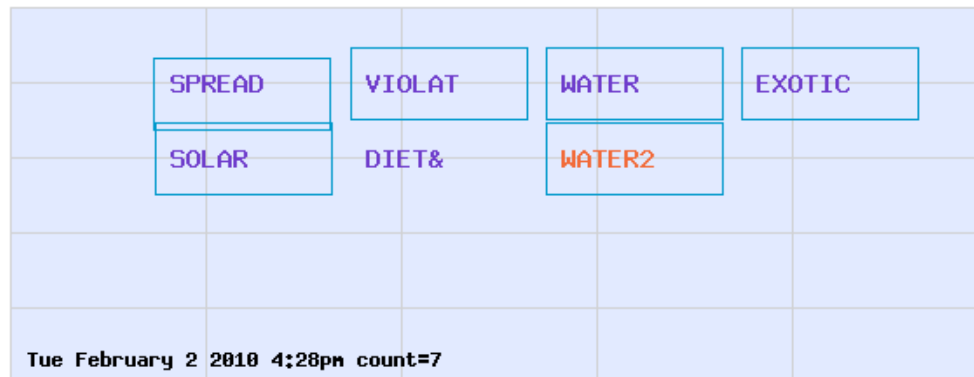 SPREAD VIOLAT WATER EXOTIC
SOLAR DIET& WATER2
Tue February 2 2010 4:28pm count=7